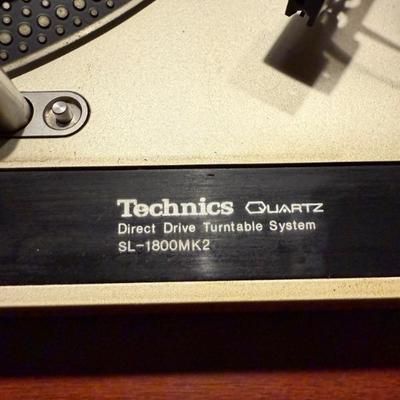 Technics QUARTZ
Direct Drive Turntable System
SL-1800MK2